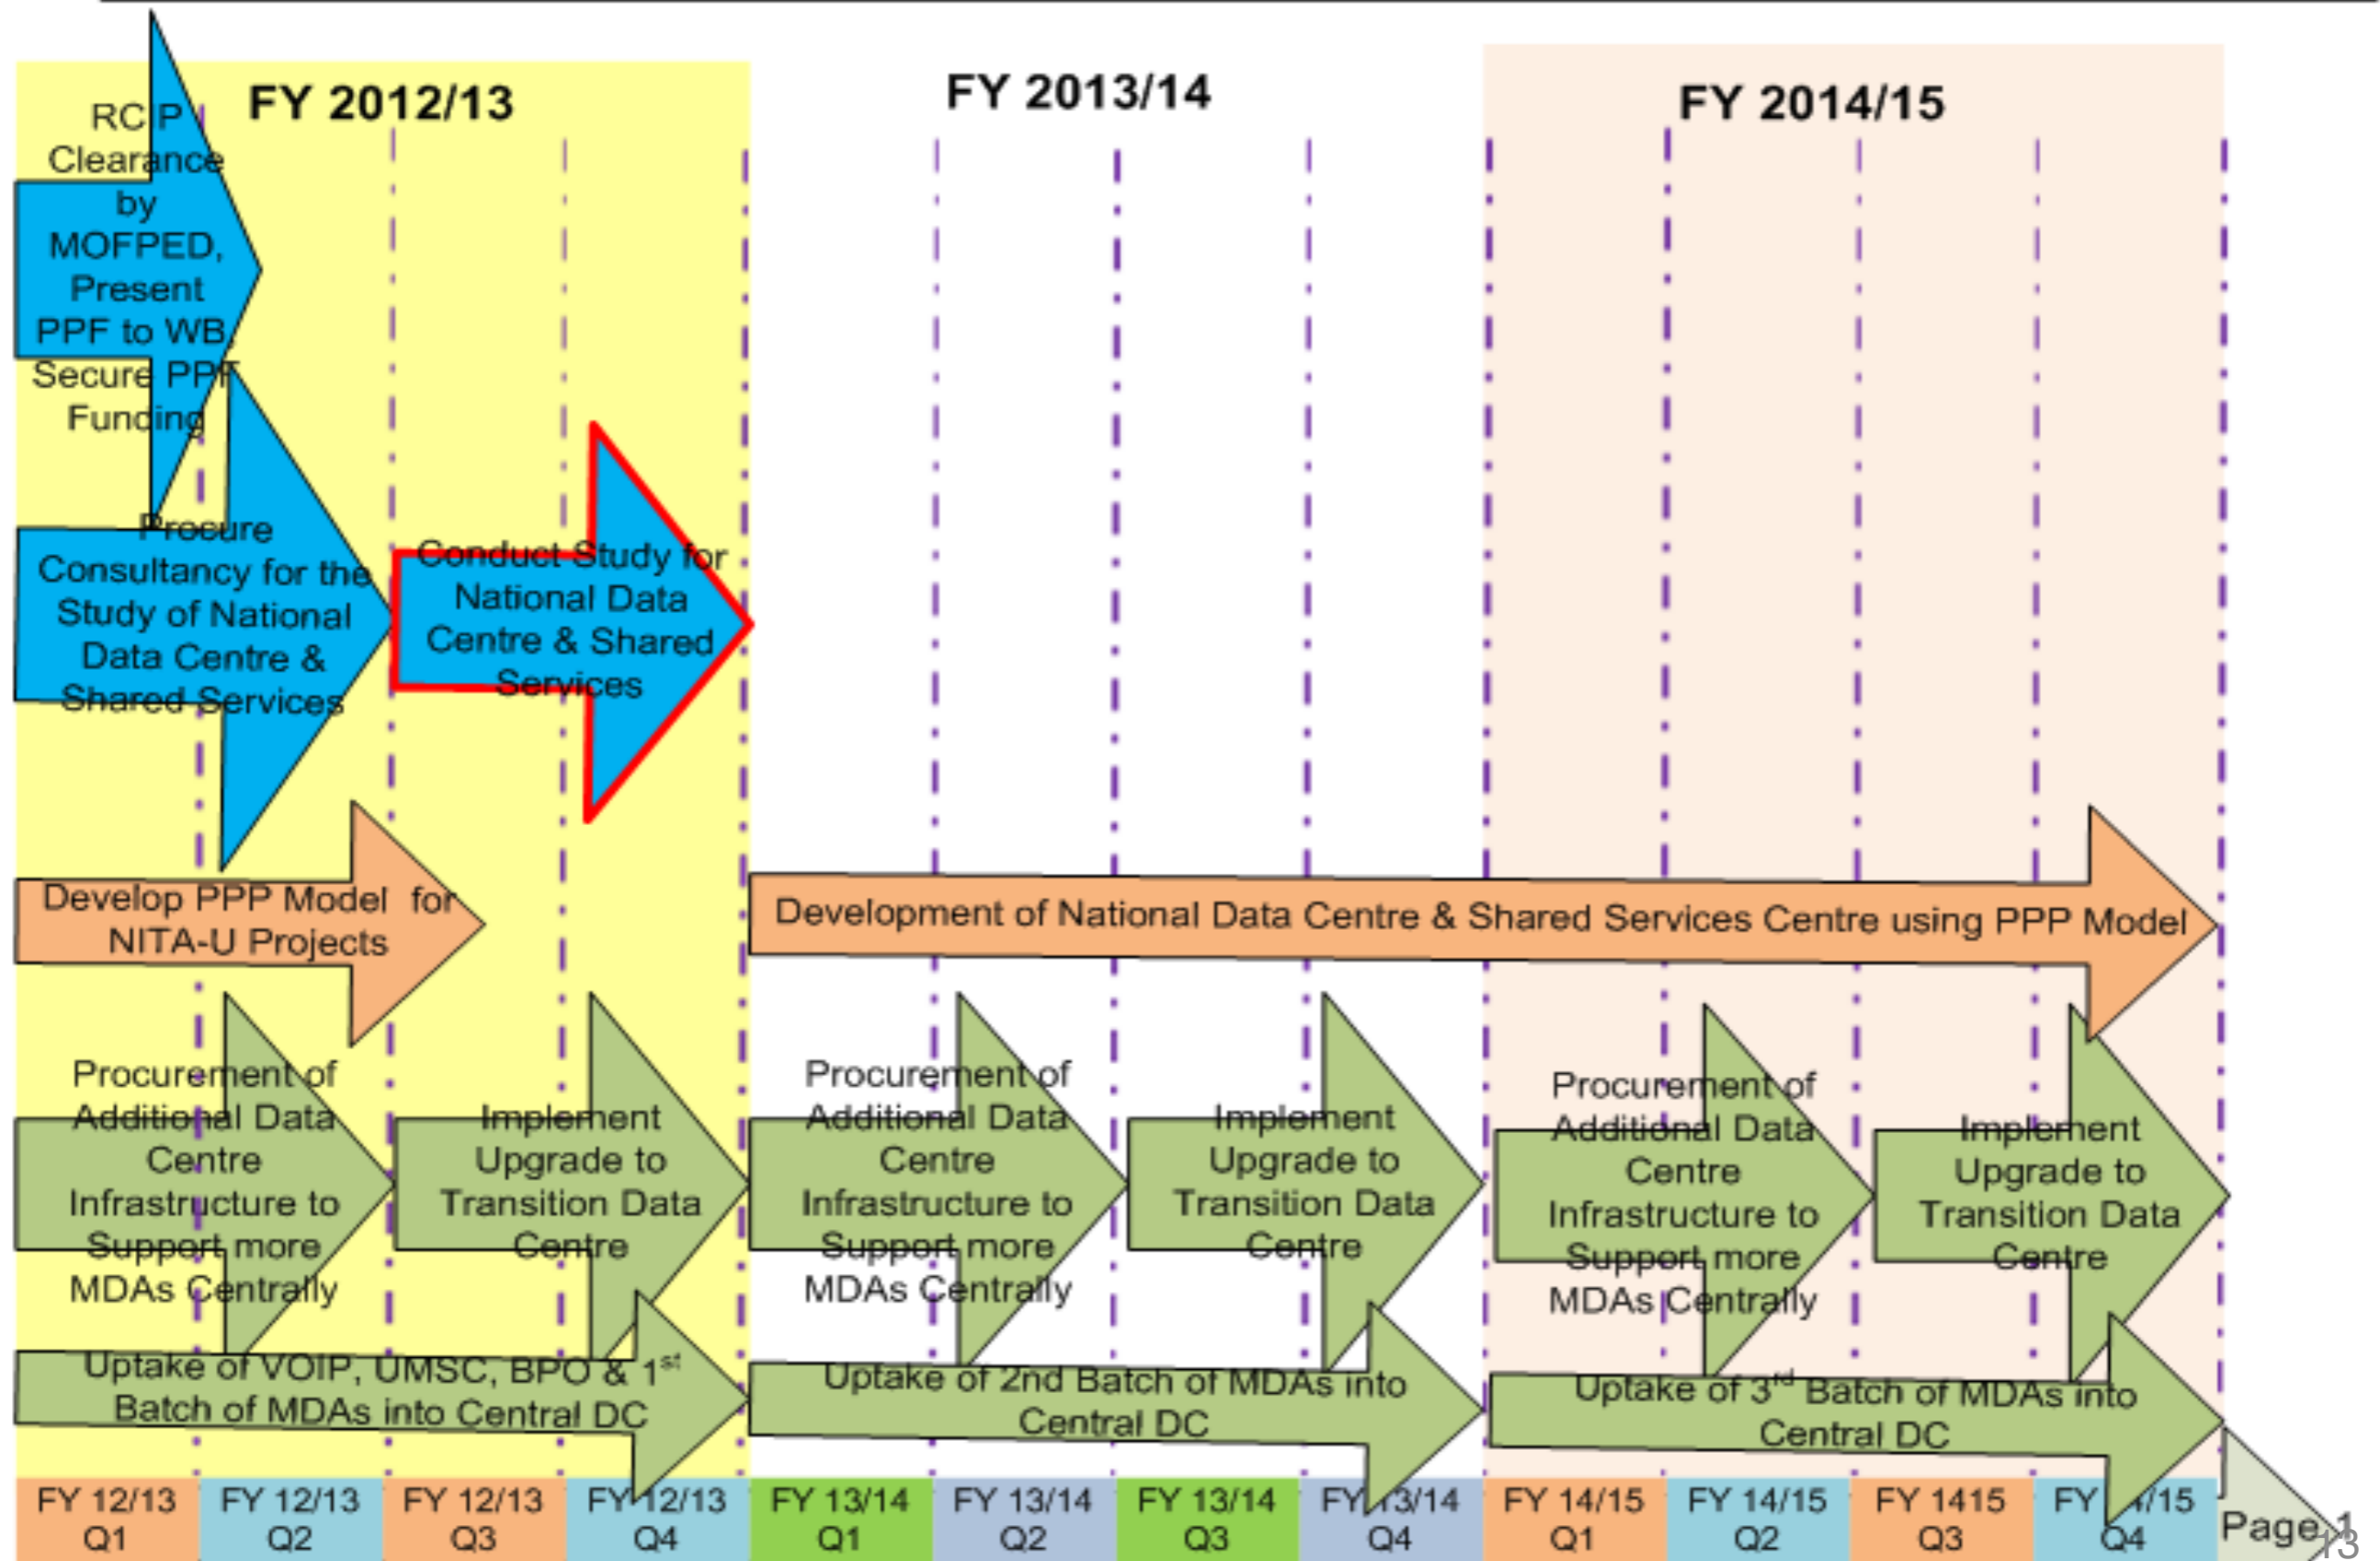 FY 2012/13
FY 2013/14
FY 2014/15
RCIP
Clearance
by
MOFPED,
Present
PPF to WB,
Secure PPF
Funding
Procure
Consultancy for the
Study of National
Data Centre &
Shared Services
Conduct Study for
National Data
Centre & Shared
Services
Develop PPP Model for
NITA-U Projects
Development of National Data Centre & Shared Services Centre using PPP Model
Procurement of
Additional Data
Centre
Infrastructure to
Support more
MDAs Centrally
Implement
Upgrade to
Transition Data
Centre
Procurement of
Additional Data
Centre
Infrastructure to
Support more
MDAs Centrally
Implement
Upgrade to
Transition Data
Centre
Procurement of
Additional Data
Centre
Infrastructure to
Support more
MDAs Centrally
Implement
Upgrade to
Transition Data
Centre
Uptake of VOIP, UMSC, BPO & 1st
Batch of MDAs into Central DC
Uptake of 2nd Batch of MDAs into
Central DC
Uptake of 3rd Batch of MDAs into
Central DC
FY 12/13
Q1
FY 12/13
Q2
FY 12/13
Q3
FY 12/13
Q4
FY 13/14
Q1
FY 13/14
Q2
FY 13/14
Q3
FY 13/14
Q4
FY 14/15
Q1
FY 14/15
Q2
FY 1415
Q3
FY 14/15
Q4
Page 1
13